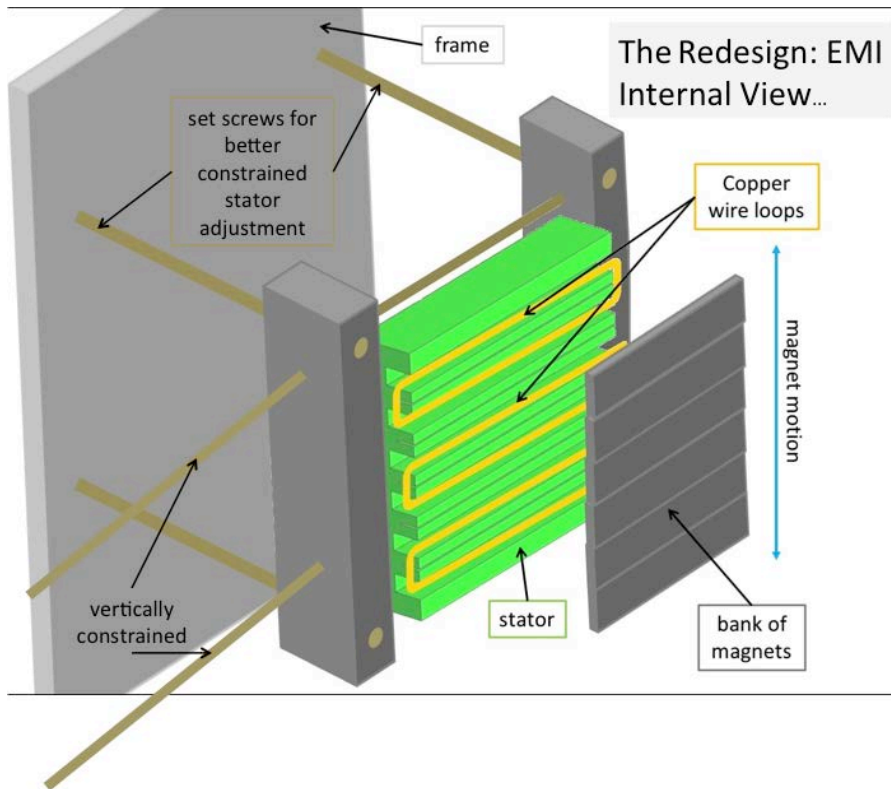 frame
The Redesign: EMI
Internal View...
set screws for
better
constrained
stator
adjustment
Copper
wire loops
magnet motion
vertically
constrained
stator
bank of
magnets